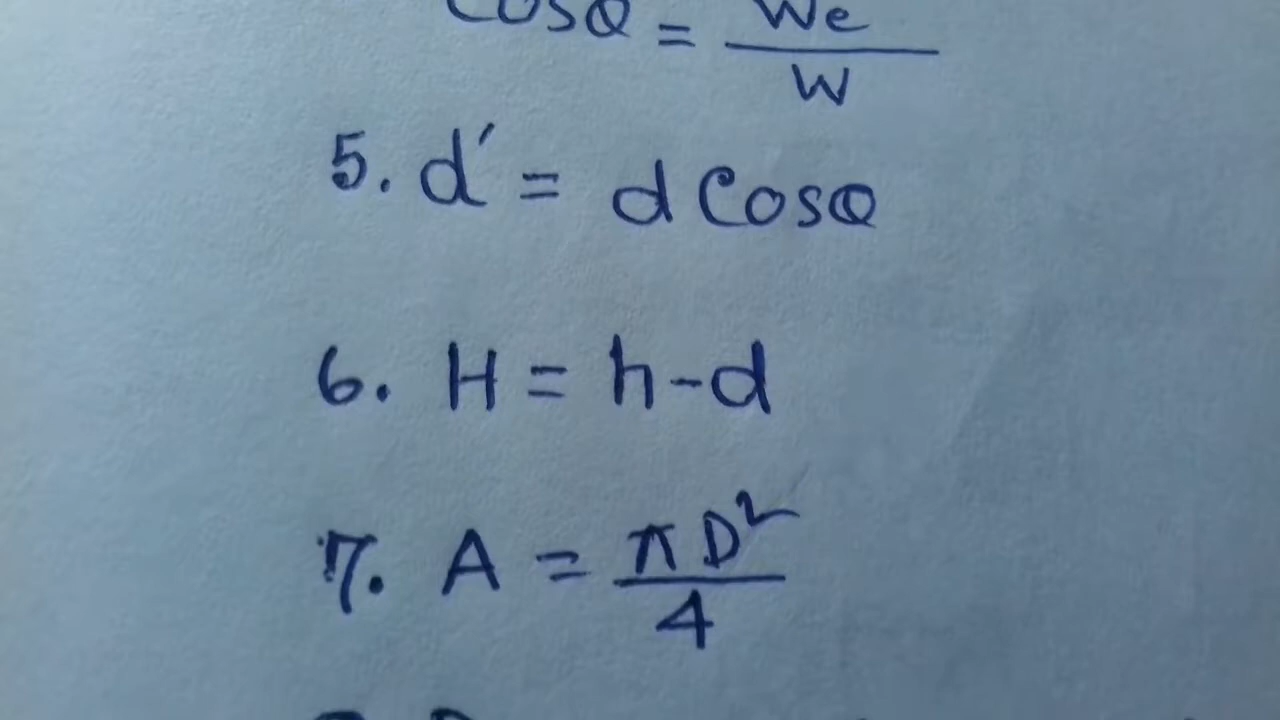 Cosθ = We/W
5. d' = d Cosθ
6. H = h-d
7. A = πD²/4